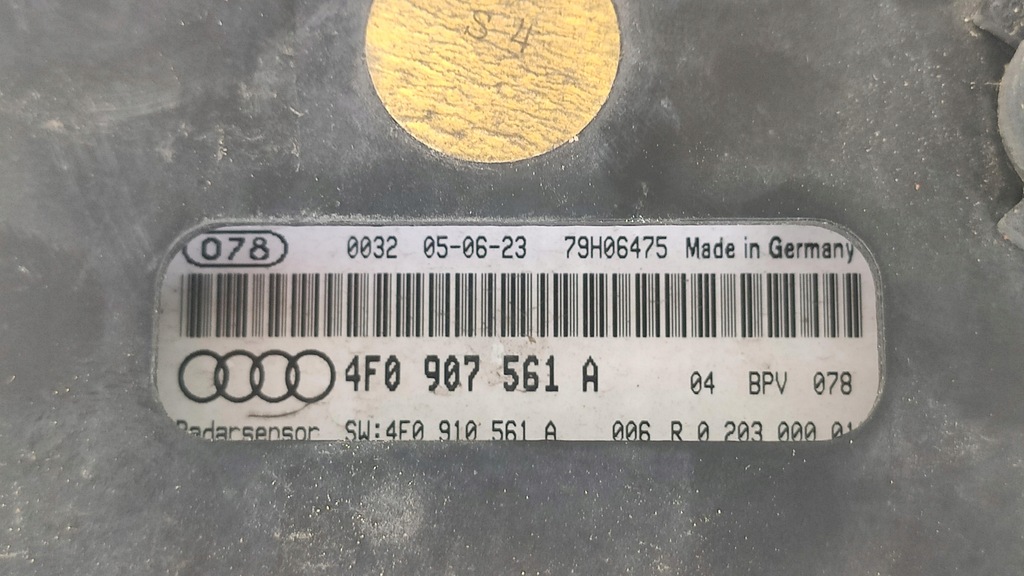 S 4
078 0032 05-06-23 79H06475 Made in Germany
4F0 907 561 A 04 BPV 078
Radarsensor SW:4F0 910 561 A 006 R 0 203 000